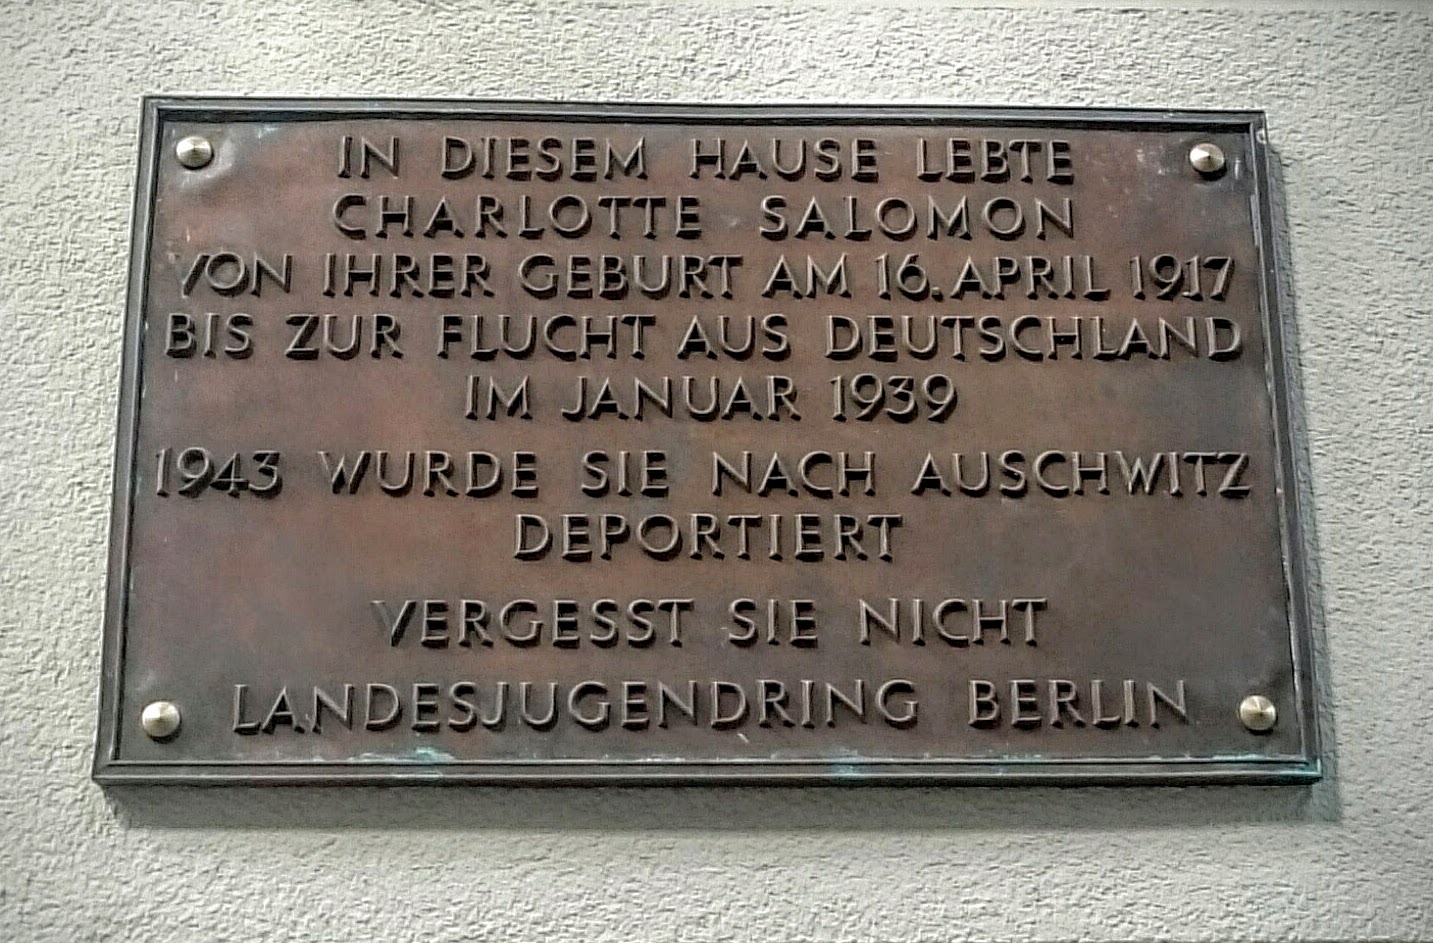 IN DIESEM HAUSE LEBTE
CHARLOTTE SALOMON
VON IHRER GEBURT AM 16. APRIL 1917
BIS ZUR FLUCHT AUS DEUTSCHLAND
IM JANUAR 1939
1943 WURDE SIE NACH AUSCHWITZ
DEPORTIERT
VERGESST SIE NICHT
LANDESJUGENDRING BERLIN